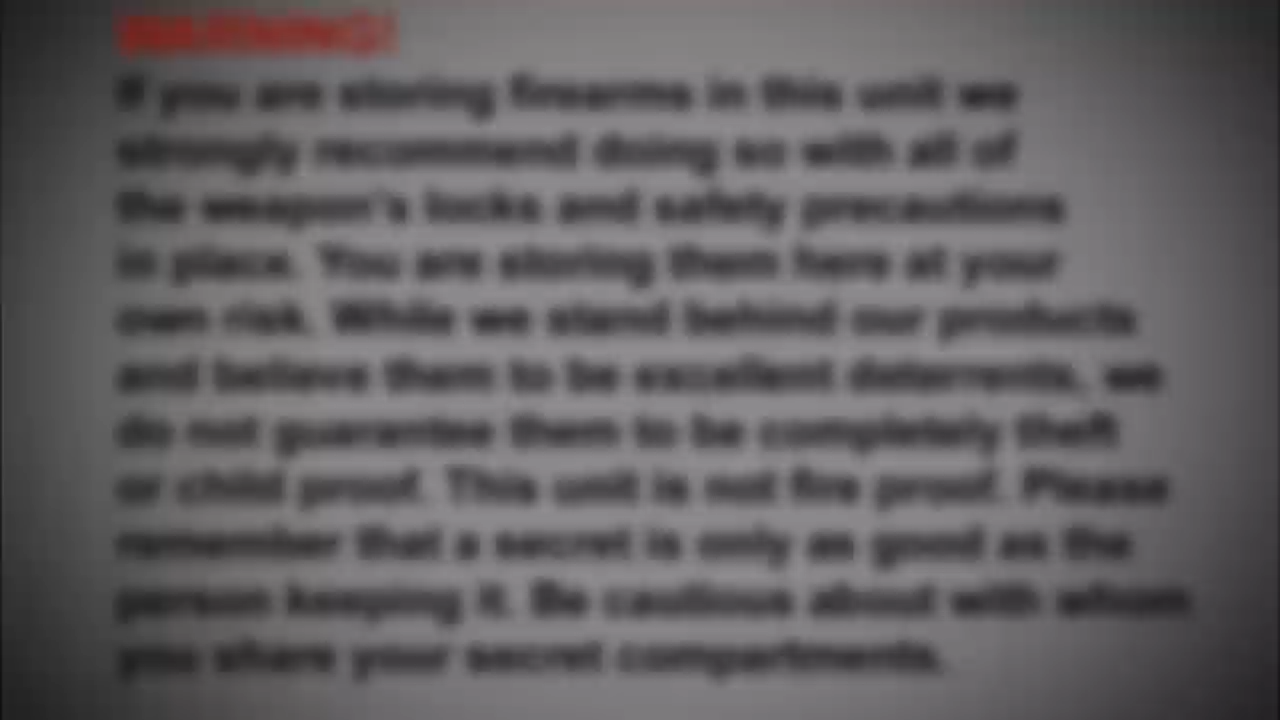 WARNING!
If you are storing firearms in this unit we
strongly recommend doing so with all of
the weapon's locks and safety precautions
in place. You are storing them here at your
own risk. While we stand behind our products
and believe them to be excellent deterrents, we
do not guarantee them to be completely theft
or child proof. This unit is not fire proof. Please
remember that a secret is only as good as the
person keeping it. Be cautious about with whom
you share your secret compartments.